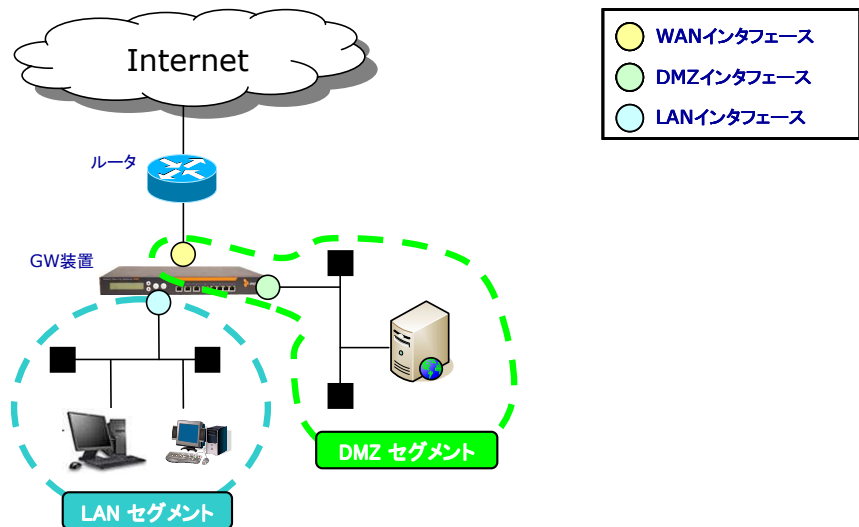 Internet
WANインタフェース
DMZインタフェース
LANインタフェース
ルータ
GW装置
DMZ セグメント
LAN セグメント